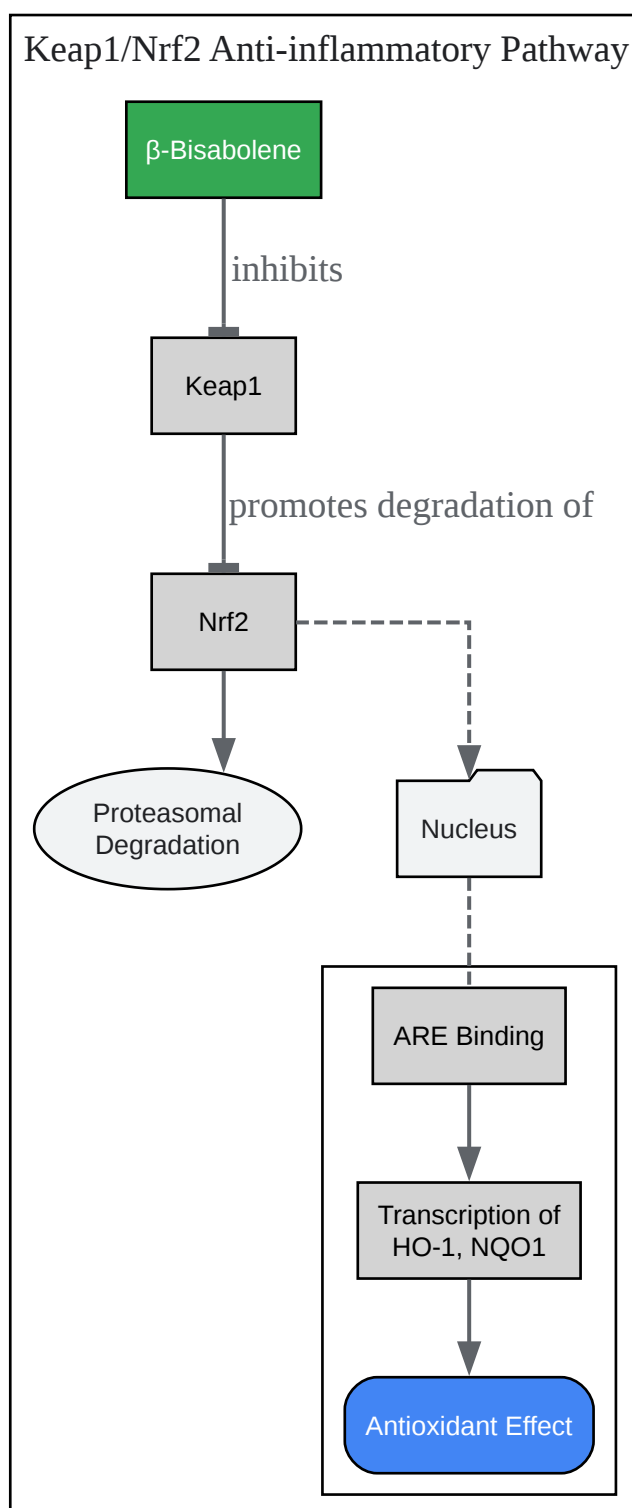 Keap1/Nrf2 Anti-inflammatory Pathway
β-Bisabolene
inhibits
Keap1
promotes degradation of
Nrf2
Proteasomal
Degradation
Nucleus
ARE Binding
Transcription of
HO-1, NQO1
Antioxidant Effect